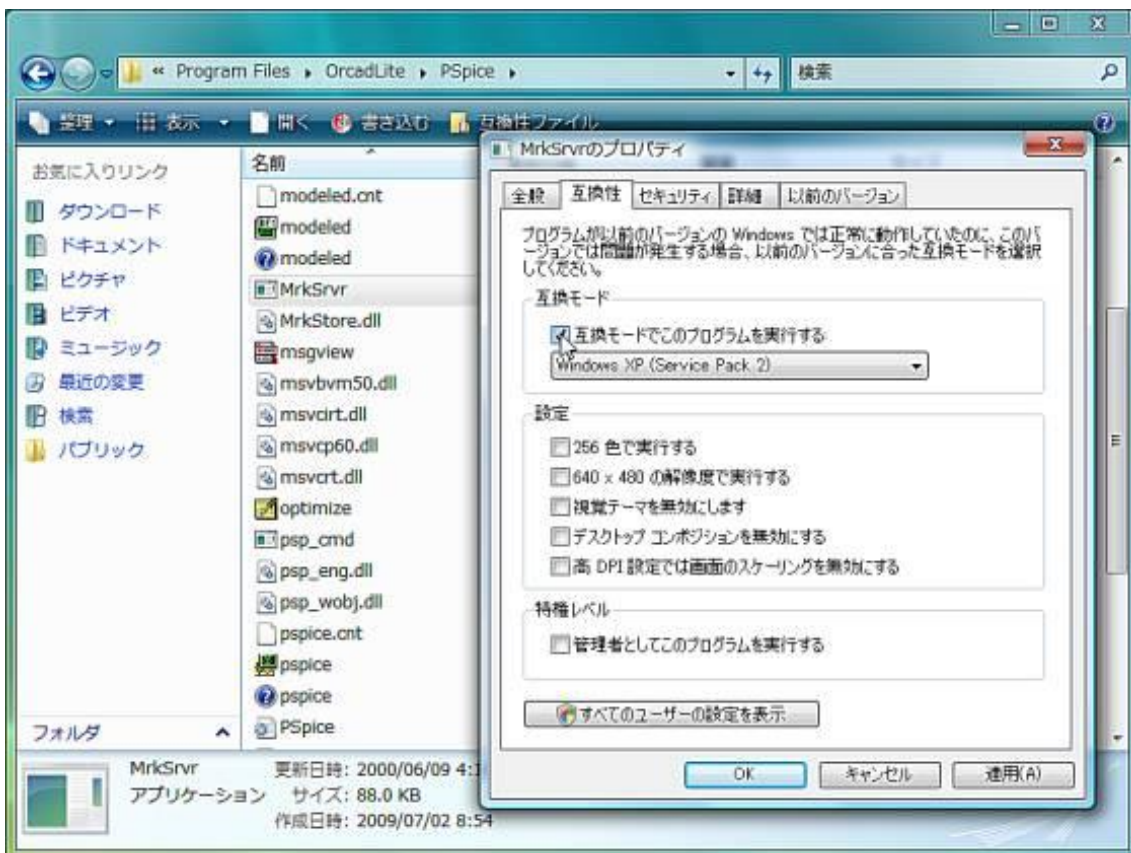 « Program Files ▸ OrcadLite ▸ PSpice ▸
検索
整理 表示 開く 書き込む 互換性ファイル
お気に入りリンク
ダウンロード
ドキュメント
ピクチャ
ビデオ
ミュージック
最近の変更
検索
パブリック
フォルダ
名前
modeled.cnt
modeled
modeled
MrkSrvr
MrkStore.dll
msgview
msvbvm50.dll
msvcirt.dll
msvcp60.dll
msvcrt.dll
optimize
psp_cmd
psp_eng.dll
psp_wobj.dll
pspice.cnt
pspice
pspice
PSpice
MrkSrvrのプロパティ
全般 互換性 セキュリティ 詳細 以前のバージョン
プログラムが以前のバージョンの Windows では正常に動作していたのに、このバ
ージョンでは問題が発生する場合、以前のバージョンに合った互換モードを選択
してください。
互換モード
互換モードでこのプログラムを実行する
Windows XP (Service Pack 2)
設定
256 色で実行する
640 x 480 の解像度で実行する
視覚テーマを無効にします
デスクトップ コンポジションを無効にする
高 DPI 設定では画面のスケーリングを無効にする
特権レベル
管理者としてこのプログラムを実行する
すべてのユーザーの設定を表示
OK キャンセル 適用(A)
MrkSrvr 更新日時: 2000/06/09
アプリケーション サイズ: 88.0 KB
作成日時: 2009/07/02 8:54